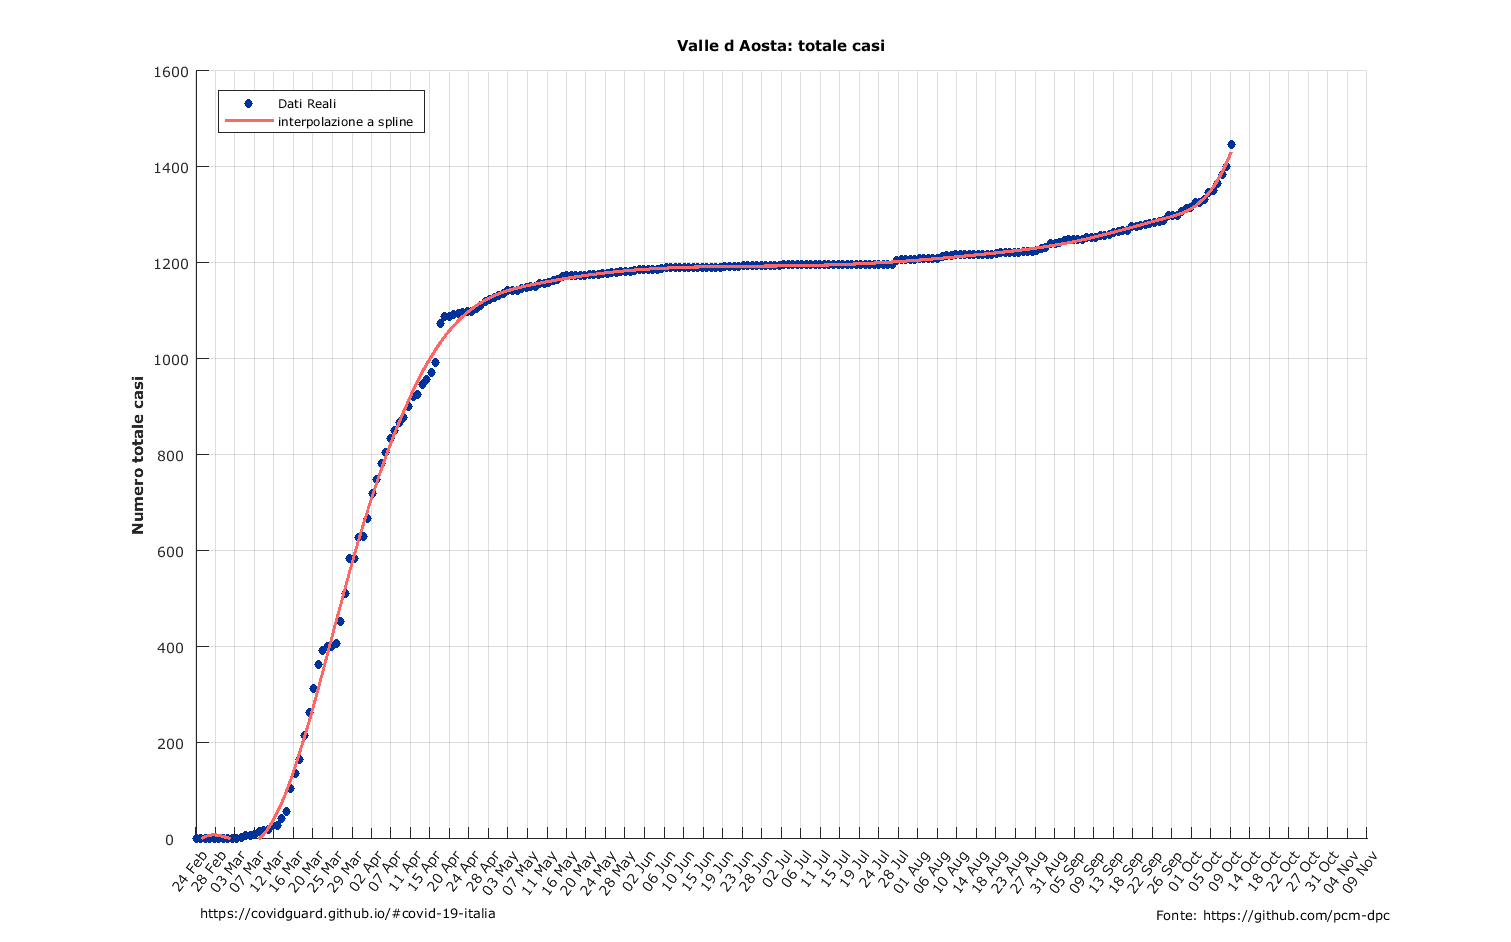 Valle d Aosta: totale casi
1600
1400
1200
1000
800
600
400
200
0
Dati Reali
interpolazione a spline
Numero totale casi
24 Feb
28 Feb
03 Mar
07 Mar
12 Mar
16 Mar
20 Mar
25 Mar
29 Mar
02 Apr
07 Apr
11 Apr
15 Apr
20 Apr
24 Apr
28 Apr
03 May
07 May
11 May
16 May
20 May
24 May
28 May
02 Jun
06 Jun
10 Jun
15 Jun
19 Jun
23 Jun
28 Jun
02 Jul
06 Jul
11 Jul
15 Jul
19 Jul
24 Jul
28 Jul
01 Aug
06 Aug
10 Aug
14 Aug
18 Aug
23 Aug
27 Aug
31 Aug
05 Sep
09 Sep
13 Sep
18 Sep
22 Sep
26 Sep
01 Oct
05 Oct
09 Oct
14 Oct
18 Oct
22 Oct
27 Oct
31 Oct
04 Nov
09 Nov
https://covidguard.github.io/#covid-19-italia
Fonte: https://github.com/pcm-dpc